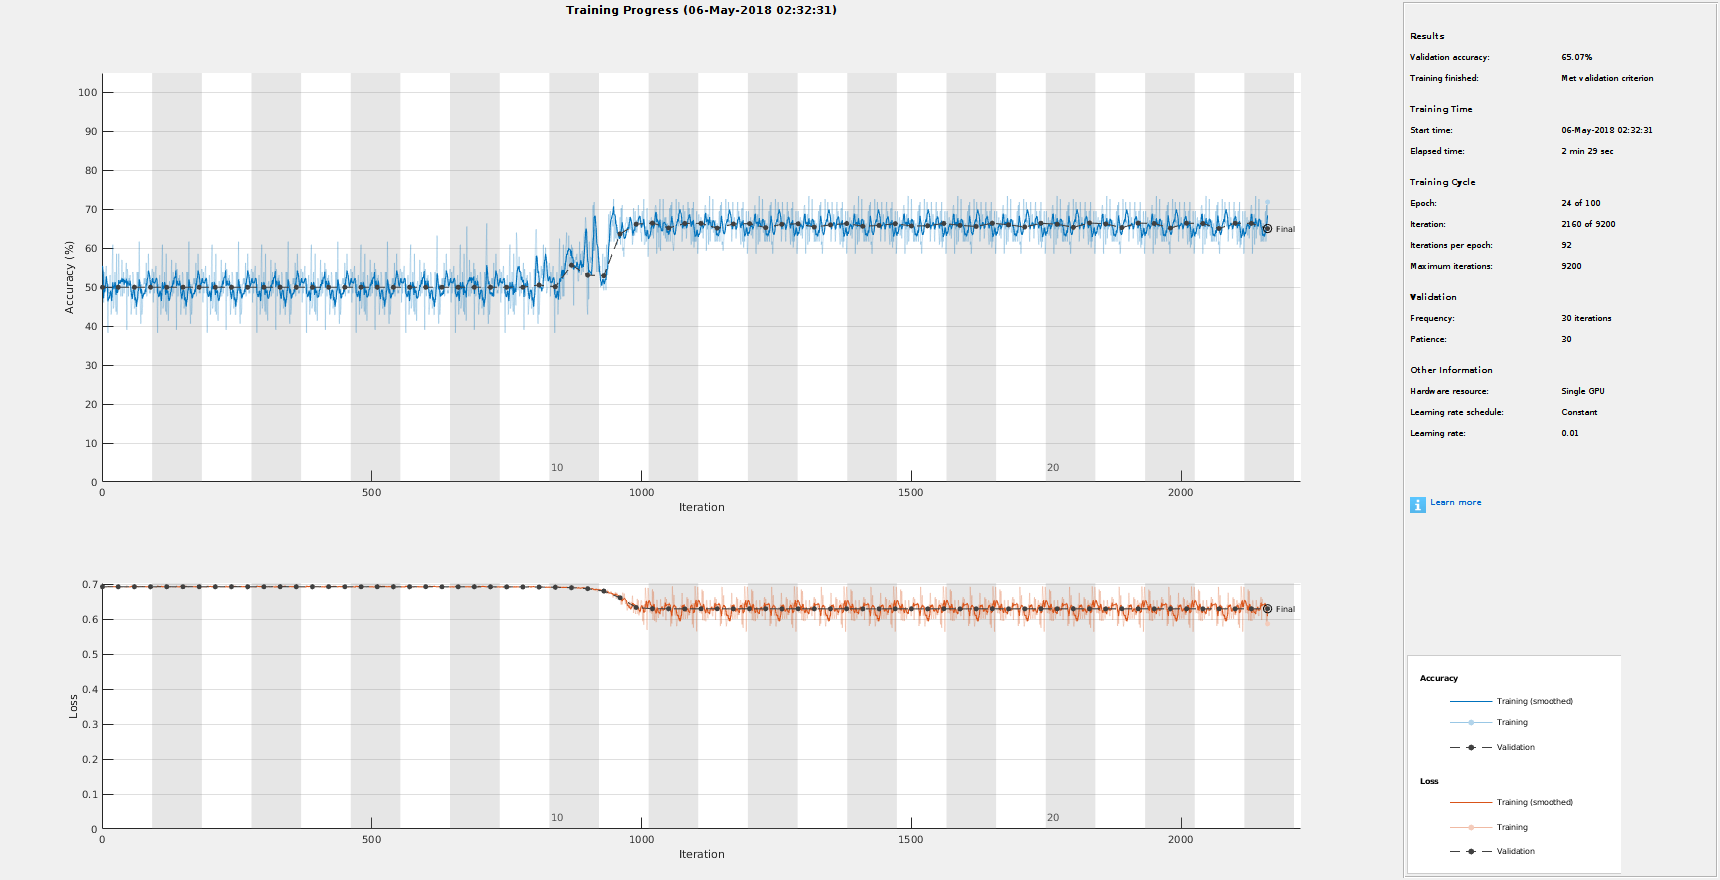 Training Progress (06-May-2018 02:32:31)
100
90
80
70
60
50
40
30
20
10
0
Accuracy (%)
Final
10
20
0
500
1000
1500
2000
Iteration
0.7
0.6
0.5
0.4
0.3
0.2
0.1
0
Loss
Final
10
20
0
500
1000
1500
2000
Iteration
Results
Validation accuracy: 65.07%
Training finished: Met validation criterion
Training Time
Start time: 06-May-2018 02:32:31
Elapsed time: 2 min 29 sec
Training Cycle
Epoch: 24 of 100
Iteration: 2160 of 9200
Iterations per epoch: 92
Maximum iterations: 9200
Validation
Frequency: 30 iterations
Patience: 30
Other Information
Hardware resource: Single GPU
Learning rate schedule: Constant
Learning rate: 0.01
i Learn more
Accuracy
Training (smoothed)
Training
Validation
Loss
Training (smoothed)
Training
Validation